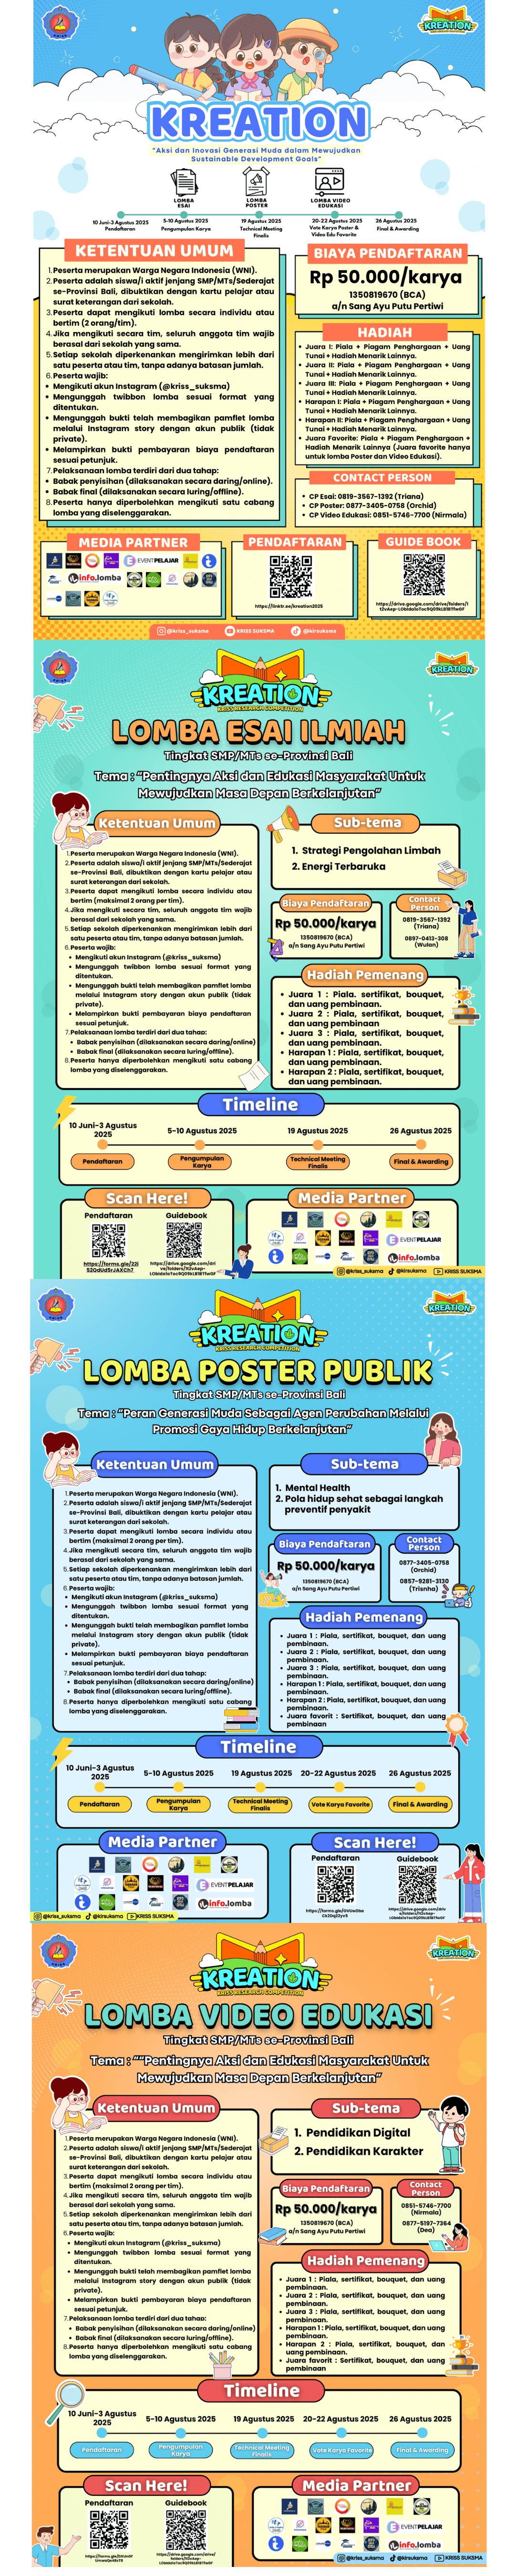 KREATION
KREATION
"Aksi dan Inovasi Generasi Muda dalam Mewujudkan
Sustainable Development Goals"
LOMBA
ESAI
LOMBA
POSTER
LOMBA VIDEO
EDUKASI
10 Juni-3 Agustus 2025
Pendaftaran
5-10 Agustus 2025
Pengumpulan Karya
19 Agustus 2025
Technical Meeting
Finalis
20-22 Agustus 2025
Vote Karya Poster &
Video Edu Favorite
26 Agustus 2025
Final & Awarding
KETENTUAN UMUM
1. Peserta merupakan Warga Negara Indonesia (WNI).
2. Peserta adalah siswa/i aktif jenjang SMP/MTs/Sederajat
se-Provinsi Bali, dibuktikan dengan kartu pelajar atau
surat keterangan dari sekolah.
3. Peserta dapat mengikuti lomba secara individu atau
bertim (2 orang/tim).
4. Jika mengikuti secara tim, seluruh anggota tim wajib
berasal dari sekolah yang sama.
5. Setiap sekolah diperkenankan mengirimkan lebih dari
satu peserta atau tim, tanpa adanya batasan jumlah.
6. Peserta wajib:
• Mengikuti akun Instagram (@kriss_suksma)
• Mengunggah twibbon lomba sesuai format yang
ditentukan.
• Mengunggah bukti telah membagikan pamflet lomba
melalui Instagram story dengan akun publik (tidak
private).
• Melampirkan bukti pembayaran biaya pendaftaran
sesuai petunjuk.
7. Pelaksanaan lomba terdiri dari dua tahap:
• Babak penyisihan (dilaksanakan secara daring/online).
• Babak final (dilaksanakan secara luring/offline).
8. Peserta hanya diperbolehkan mengikuti satu cabang
lomba yang diselenggarakan.
BIAYA PENDAFTARAN
Rp 50.000/karya
1350819670 (BCA)
a/n Sang Ayu Putu Pertiwi
HADIAH
• Juara I: Piala + Piagam Penghargaan + Uang
Tunai + Hadiah Menarik Lainnya.
• Juara II: Piala + Piagam Penghargaan + Uang
Tunai + Hadiah Menarik Lainnya.
• Juara III: Piala + Piagam Penghargaan + Uang
Tunai + Hadiah Menarik Lainnya.
• Harapan I: Piala + Piagam Penghargaan + Uang
Tunai + Hadiah Menarik Lainnya.
• Harapan II: Piala + Piagam Penghargaan + Uang
Tunai + Hadiah Menarik Lainnya.
• Juara Favorite: Piala + Piagam Penghargaan +
Hadiah Menarik Lainnya (Juara favorite hanya
untuk lomba Poster dan Video Edukasi).
CONTACT PERSON
• CP Esai: 0819-3567-1392 (Triana)
• CP Poster: 0877-3405-0758 (Orchid)
• CP Video Edukasi: 0851-5746-7700 (Nirmala)
MEDIA PARTNER
EVENTPELAJAR
info.lomba
PENDAFTARAN
https://linktr.ee/kreation2025
GUIDE BOOK
@kriss_suksma
KRISS SUKSMA
@kirsuksma
KREATION
KREATION
KRISS RESEARCH COMPETITION
LOMBA ESAI ILMIAH
Tingkat SMP/MTs se-Provinsi Bali
Tema : "Pentingnya Aksi dan Edukasi Masyarakat Untuk
Mewujudkan Masa Depan Berkelanjutan"
Ketentuan Umum
1. Peserta merupakan Warga Negara Indonesia (WNI).
2. Peserta adalah siswa/i aktif jenjang SMP/MTs/Sederajat
se-Provinsi Bali, dibuktikan dengan kartu pelajar atau
surat keterangan dari sekolah.
3. Peserta dapat mengikuti lomba secara individu atau
bertim (maksimal 2 orang per tim).
4. Jika mengikuti secara tim, seluruh anggota tim wajib
berasal dari sekolah yang sama.
5. Setiap sekolah diperkenankan mengirimkan lebih dari
satu peserta atau tim, tanpa adanya batasan jumlah.
6. Peserta wajib:
• Mengikuti akun Instagram (@kriss_suksma)
• Mengunggah twibbon lomba sesuai format yang
ditentukan.
• Mengunggah bukti telah membagikan pamflet lomba
melalui Instagram story dengan akun publik (tidak
private).
• Melampirkan bukti pembayaran biaya pendaftaran
sesuai petunjuk.
7. Pelaksanaan lomba terdiri dari dua tahap:
• Babak penyisihan (dilaksanakan secara daring/online)
• Babak final (dilaksanakan secara luring/offline).
8. Peserta hanya diperbolehkan mengikuti satu cabang
lomba yang diselenggarakan.
Sub-tema
1. Strategi Pengolahan Limbah
2. Energi Terbaruka
Biaya Pendaftaran
Rp 50.000/karya
1350819670 (BCA)
a/n Sang Ayu Putu Pertiwi
Contact
Person
0819-3567-1392
(Triana)
0897-0413-308
(Wulan)
Hadiah Pemenang
• Juara 1 : Piala, sertifikat, bouquet,
dan uang pembinaan.
• Juara 2 : Piala, sertifikat, bouquet,
dan uang pembinaan
• Juara 3 : Piala, sertifikat, bouquet,
dan uang pembinaan.
• Harapan 1 : Piala, sertifikat, bouquet,
dan uang pembinaan.
• Harapan 2 : Piala, sertifikat, bouquet,
dan uang pembinaan.
Timeline
10 Juni-3 Agustus
2025
Pendaftaran
5-10 Agustus 2025
Pengumpulan
Karya
19 Agustus 2025
Technical Meeting
Finalis
26 Agustus 2025
Final & Awarding
Scan Here!
Pendaftaran
Guidebook
Media Partner
EVENTPELAJAR
info.lomba
@kriss_suksma
@kirsuksma
KRISS SUKSMA
KREATION
KREATION
KRISS RESEARCH COMPETITION
LOMBA POSTER PUBLIK
Tingkat SMP/MTs se-Provinsi Bali
Tema : "Peran Generasi Muda Sebagai Agen Perubahan Melalui
Promosi Gaya Hidup Berkelanjutan"
Ketentuan Umum
1. Peserta merupakan Warga Negara Indonesia (WNI).
2. Peserta adalah siswa/i aktif jenjang SMP/MTs/Sederajat
se-Provinsi Bali, dibuktikan dengan kartu pelajar atau
surat keterangan dari sekolah.
3. Peserta dapat mengikuti lomba secara individu atau
bertim (maksimal 2 orang per tim).
4. Jika mengikuti secara tim, seluruh anggota tim wajib
berasal dari sekolah yang sama.
5. Setiap sekolah diperkenankan mengirimkan lebih dari
satu peserta atau tim, tanpa adanya batasan jumlah.
6. Peserta wajib:
• Mengikuti akun Instagram (@kriss_suksma)
• Mengunggah twibbon lomba sesuai format yang
ditentukan.
• Mengunggah bukti telah membagikan pamflet lomba
melalui Instagram story dengan akun publik (tidak
private).
• Melampirkan bukti pembayaran biaya pendaftaran
sesuai petunjuk.
7. Pelaksanaan lomba terdiri dari dua tahap:
• Babak penyisihan (dilaksanakan secara daring/online)
• Babak final (dilaksanakan secara luring/offline).
8. Peserta hanya diperbolehkan mengikuti satu cabang
lomba yang diselenggarakan.
Sub-tema
1. Mental Health
2. Pola hidup sehat sebagai langkah
preventif penyakit
Biaya Pendaftaran
Rp 50.000/karya
1350819670 (BCA)
a/n Sang Ayu Putu Pertiwi
Contact
Person
0877-3405-0758
(Orchid)
0857-9281-3130
(Trisnha)
Hadiah Pemenang
• Juara 1 : Piala, sertifikat, bouquet, dan uang
pembinaan.
• Juara 2 : Piala, sertifikat, bouquet, dan uang
pembinaan.
• Juara 3 : Piala, sertifikat, bouquet, dan uang
pembinaan.
• Harapan 1 : Piala, sertifikat, bouquet, dan uang
pembinaan.
• Harapan 2 : Piala, sertifikat, bouquet, dan uang
pembinaan.
• Juara favorit : Sertifikat, bouquet, dan uang
pembinaan
Timeline
10 Juni-3 Agustus
2025
Pendaftaran
5-10 Agustus 2025
Pengumpulan
Karya
19 Agustus 2025
Technical Meeting
Finalis
20-22 Agustus 2025
Vote Karya Favorite
26 Agustus 2025
Final & Awarding
Media Partner
EVENTPELAJAR
info.lomba
Scan Here!
Pendaftaran
Guidebook
@kriss_suksma
@kirsuksma
KRISS SUKSMA
KREATION
KREATION
KRISS RESEARCH COMPETITION
LOMBA VIDEO EDUKASI
Tingkat SMP/MTs se-Provinsi Bali
Tema : ""Pentingnya Aksi dan Edukasi Masyarakat Untuk
Mewujudkan Masa Depan Berkelanjutan"
Ketentuan Umum
1. Peserta merupakan Warga Negara Indonesia (WNI).
2. Peserta adalah siswa/i aktif jenjang SMP/MTs/Sederajat
se-Provinsi Bali, dibuktikan dengan kartu pelajar atau
surat keterangan dari sekolah.
3. Peserta dapat mengikuti lomba secara individu atau
bertim (maksimal 2 orang per tim).
4. Jika mengikuti secara tim, seluruh anggota tim wajib
berasal dari sekolah yang sama.
5. Setiap sekolah diperkenankan mengirimkan lebih dari
satu peserta atau tim, tanpa adanya batasan jumlah.
6. Peserta wajib:
• Mengikuti akun Instagram (@kriss_suksma)
• Mengunggah twibbon lomba sesuai format yang
ditentukan.
• Mengunggah bukti telah membagikan pamflet lomba
melalui Instagram story dengan akun publik (tidak
private).
• Melampirkan bukti pembayaran biaya pendaftaran
sesuai petunjuk.
7. Pelaksanaan lomba terdiri dari dua tahap:
• Babak penyisihan (dilaksanakan secara daring/online)
• Babak final (dilaksanakan secara luring/offline).
8. Peserta hanya diperbolehkan mengikuti satu cabang
lomba yang diselenggarakan.
Sub-tema
1. Pendidikan Digital
2. Pendidikan Karakter
Biaya Pendaftaran
Rp 50.000/karya
1350819670 (BCA)
a/n Sang Ayu Putu Pertiwi
Contact
Person
0851-5746-7700
(Nirmala)
0877-5197-7364
(Dea)
Hadiah Pemenang
• Juara 1 : Piala, sertifikat, bouquet, dan uang
pembinaan.
• Juara 2 : Piala, sertifikat, bouquet, dan uang
pembinaan.
• Juara 3 : Piala, sertifikat, bouquet, dan uang
pembinaan.
• Harapan 1 : Piala, sertifikat, bouquet, dan uang
pembinaan.
• Harapan 2 : Piala, sertifikat, bouquet, dan
uang pembinaan.
• Juara favorit : Sertifikat, bouquet, dan uang
pembinaan
Timeline
10 Juni-3 Agustus
2025
Pendaftaran
5-10 Agustus 2025
Pengumpulan
Karya
19 Agustus 2025
Technical Meeting
Finalis
20-22 Agustus 2025
Vote Karya Favorite
26 Agustus 2025
Final & Awarding
Scan Here!
Pendaftaran
Guidebook
Media Partner
EVENTPELAJAR
info.lomba
@kriss_suksma
@kirsuksma
KRISS SUKSMA